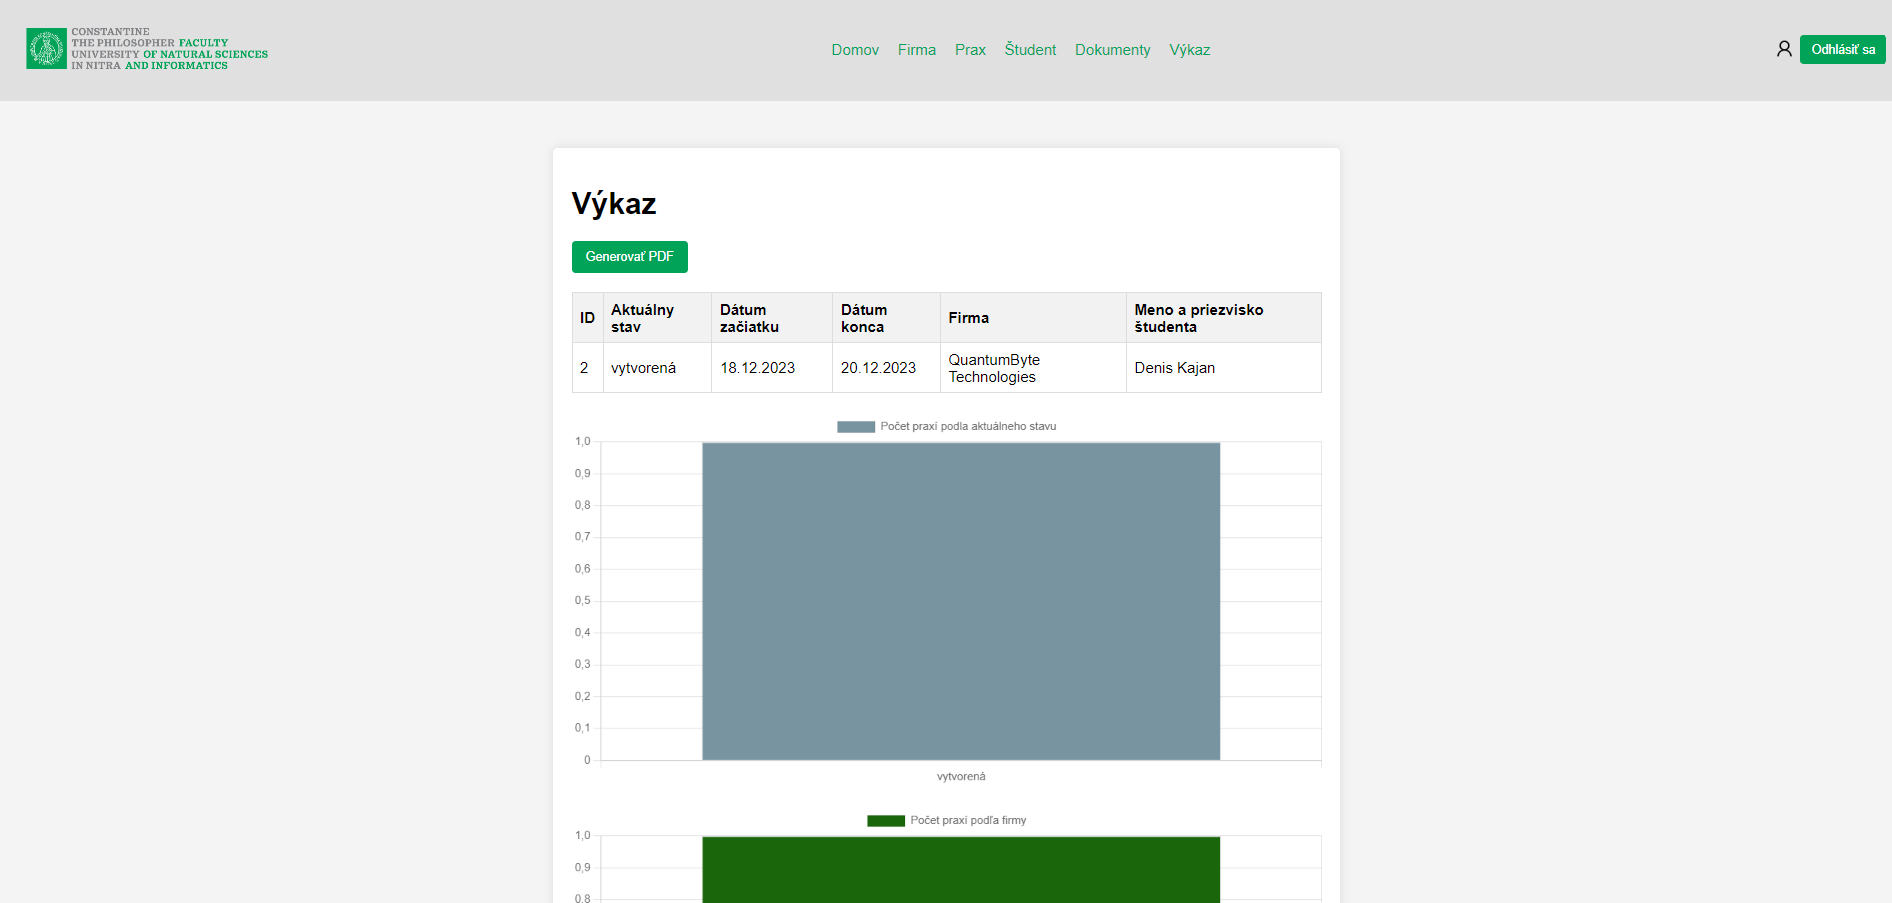 CONSTANTINE
THE PHILOSOPHER FACULTY
UNIVERSITY OF NATURAL SCIENCES
IN NITRA AND INFORMATICS
Domov Firma Prax Študent Dokumenty Výkaz
Odhlásiť sa
Výkaz
Generovať PDF
ID Aktuálny stav Dátum začiatku Dátum konca Firma Meno a priezvisko študenta
2 vytvorená 18.12.2023 20.12.2023 QuantumByte Technologies Denis Kajan
Počet praxí podla aktuálneho stavu
1,0
0,9
0,8
0,7
0,6
0,5
0,4
0,3
0,2
0,1
0
vytvorená
Počet praxí podľa firmy
1,0
0,9
0,8